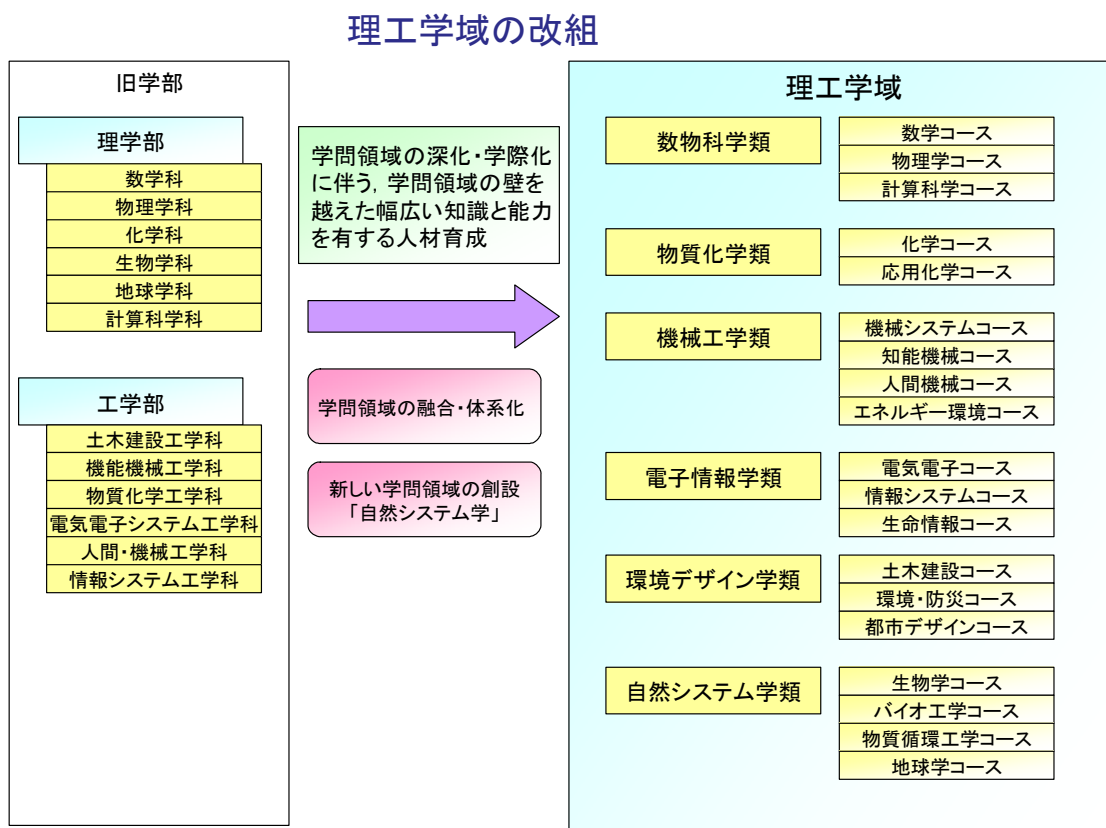 理工学域の改組
旧学部
理学部
数学科
物理学科
化学科
生物学科
地球学科
計算科学科
工学部
土木建設工学科
機能機械工学科
物質化学工学科
電気電子システム工学科
人間・機械工学科
情報システム工学科
学問領域の深化・学際化
に伴う，学問領域の壁を
越えた幅広い知識と能力
を有する人材育成
学問領域の融合・体系化
新しい学問領域の創設
「自然システム学」
理工学域
数物科学類
数学コース
物理学コース
計算科学コース
物質化学類
化学コース
応用化学コース
機械工学類
機械システムコース
知能機械コース
人間機械コース
エネルギー環境コース
電子情報学類
電気電子コース
情報システムコース
生命情報コース
環境デザイン学類
土木建設コース
環境・防災コース
都市デザインコース
自然システム学類
生物学コース
バイオ工学コース
物質循環工学コース
地球学コース